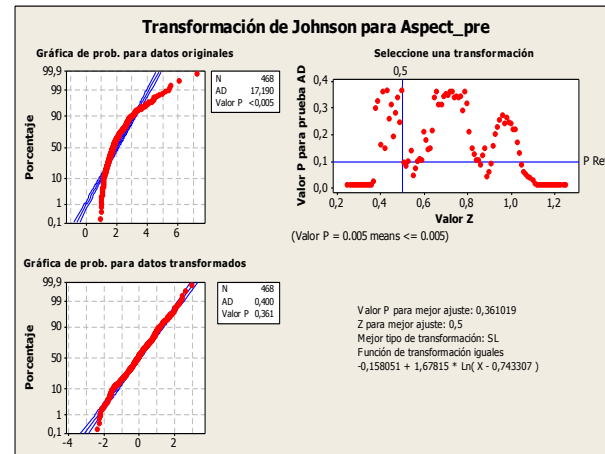 Transformación de Johnson para Aspect_pre
Gráfica de prob. para datos originales
99,9
99
90
50
10
1
0,1
Porcentaje
0 2 4 6
N 468
AD 17,190
Valor P <0,005
Seleccione una transformación
0,5
0,4
0,3
0,2
0,1
0,0
Valor P para prueba AD
P Re
0,2 0,4 0,6 0,8 1,0 1,2
Valor Z
(Valor P = 0.005 means <= 0.005)
Gráfica de prob. para datos transformados
99,9
99
90
50
10
1
0,1
Porcentaje
-4 -2 0 2
N 468
AD 0,400
Valor P 0,361
Valor P para mejor ajuste: 0,361019
Z para mejor ajuste: 0,5
Mejor tipo de transformación: SL
Función de transformación iguales
-0,158051 + 1,67815 * Ln( X - 0,743307 )